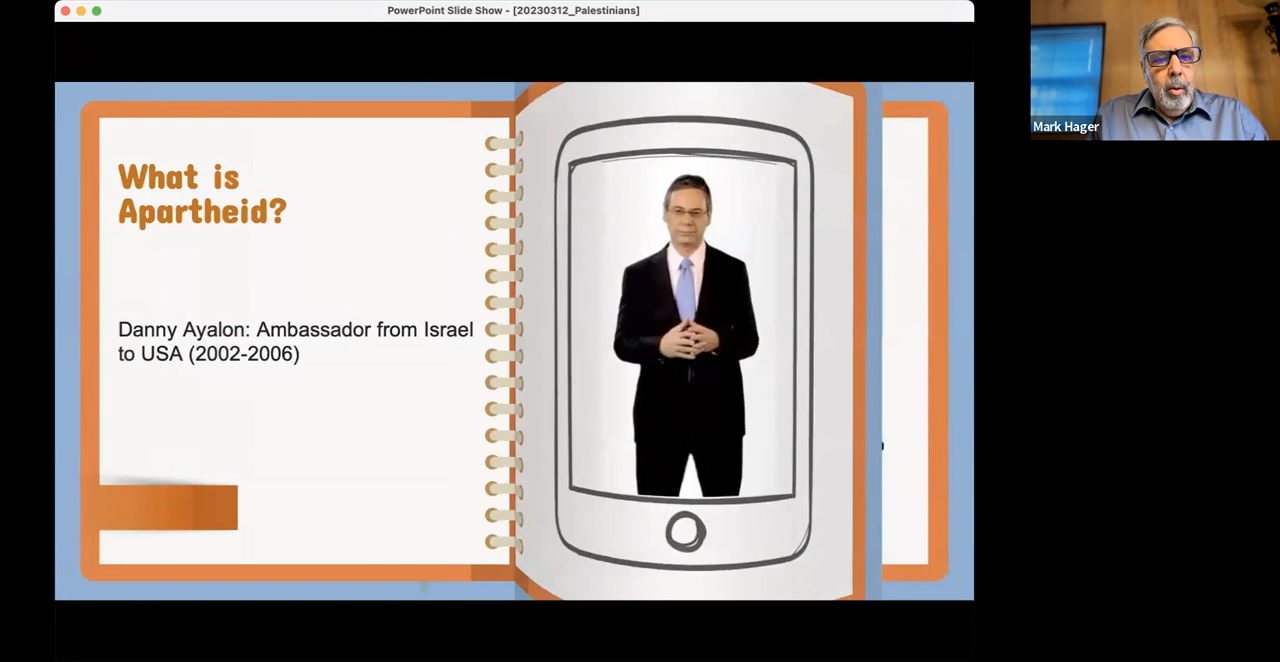 PowerPoint Slide Show - [20230312_Palestinians]
What is
Apartheid?
Danny Ayalon: Ambassador from Israel
to USA (2002-2006)
Mark Hager